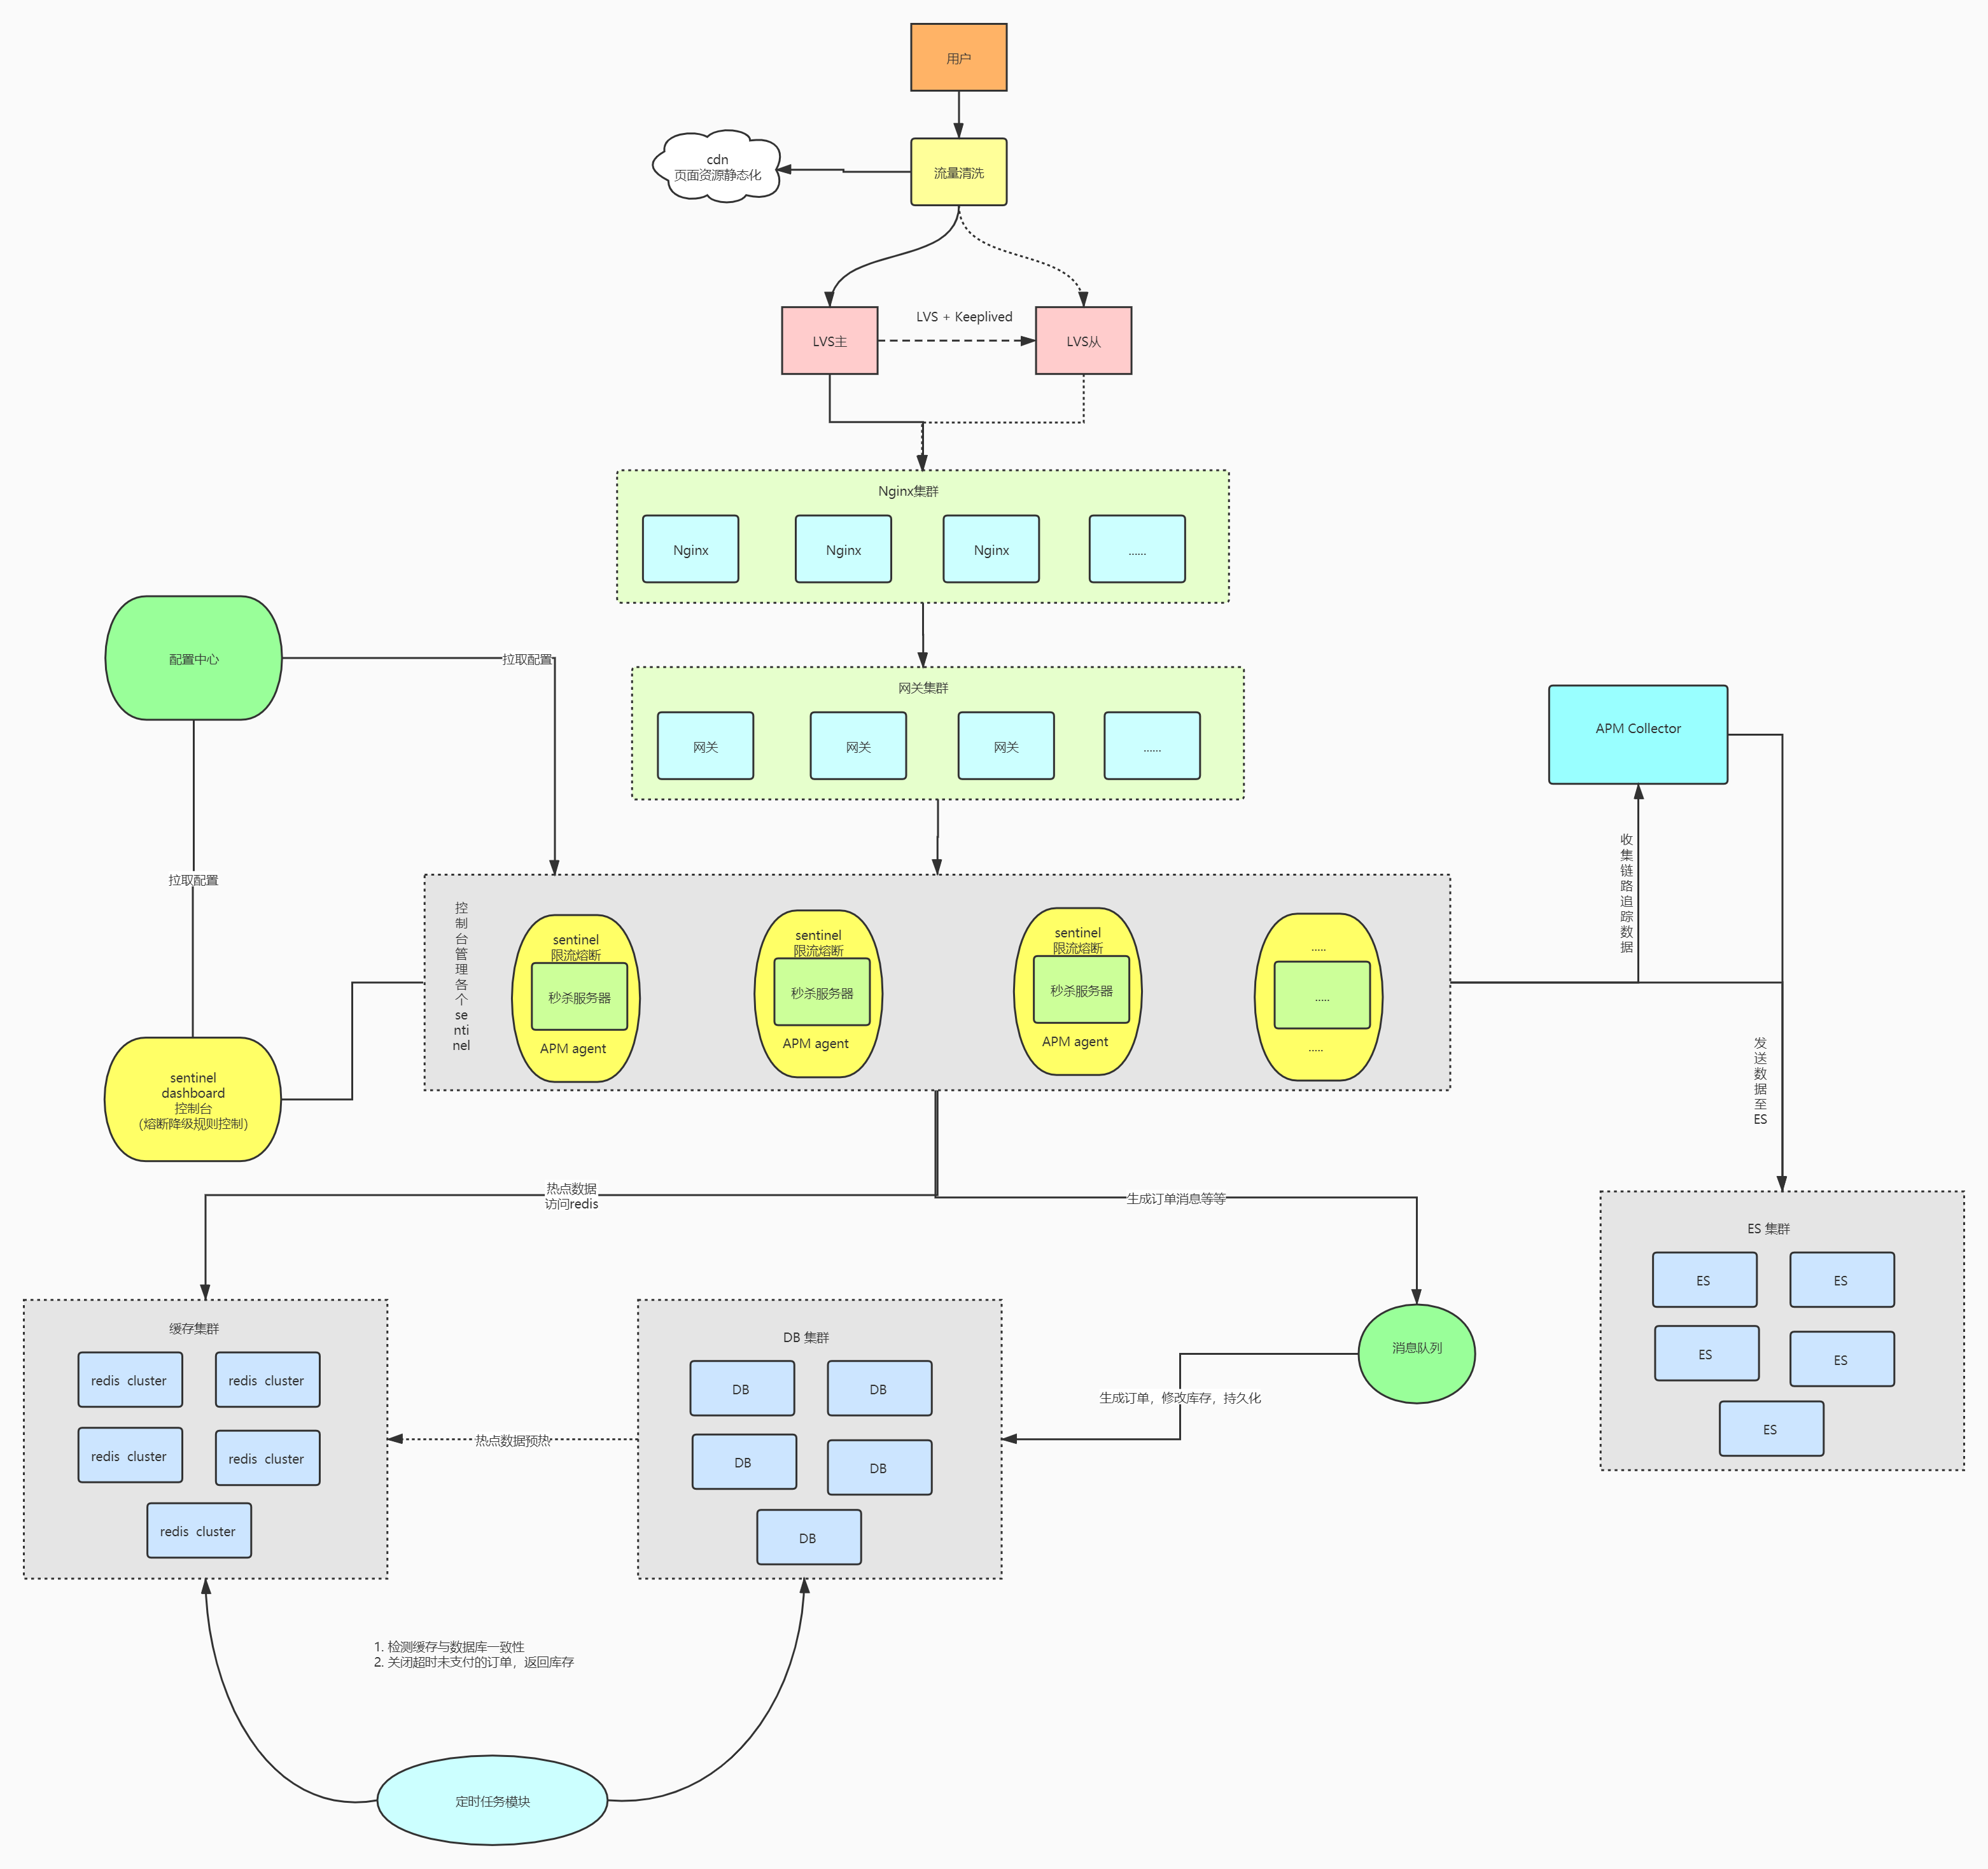 用户
cdn
页面资源静态化
流量清洗
LVS + Keeplived
LVS主
LVS从
Nginx集群
Nginx
Nginx
Nginx
......
配置中心
拉取配置
网关集群
网关
网关
网关
......
APM Collector
拉取配置
收
集
链
路
追
踪
数
据
控
制
台
管
理
各
个
se
nti
nel
sentinel
限流熔断
秒杀服务器
APM agent
sentinel
限流熔断
秒杀服务器
APM agent
sentinel
限流熔断
秒杀服务器
APM agent
.....
.....
.....
sentinel
dashboard
控制台
（熔断降级规则控制）
发
送
数
据
至
ES
热点数据
访问redis
生成订单消息等等
ES 集群
ES
ES
ES
ES
ES
缓存集群
redis cluster
redis cluster
redis cluster
redis cluster
redis cluster
热点数据预热
DB 集群
DB
DB
DB
DB
DB
消息队列
生成订单，修改库存，持久化
1. 检测缓存与数据库一致性
2. 关闭超时未支付的订单，返回库存
定时任务模块